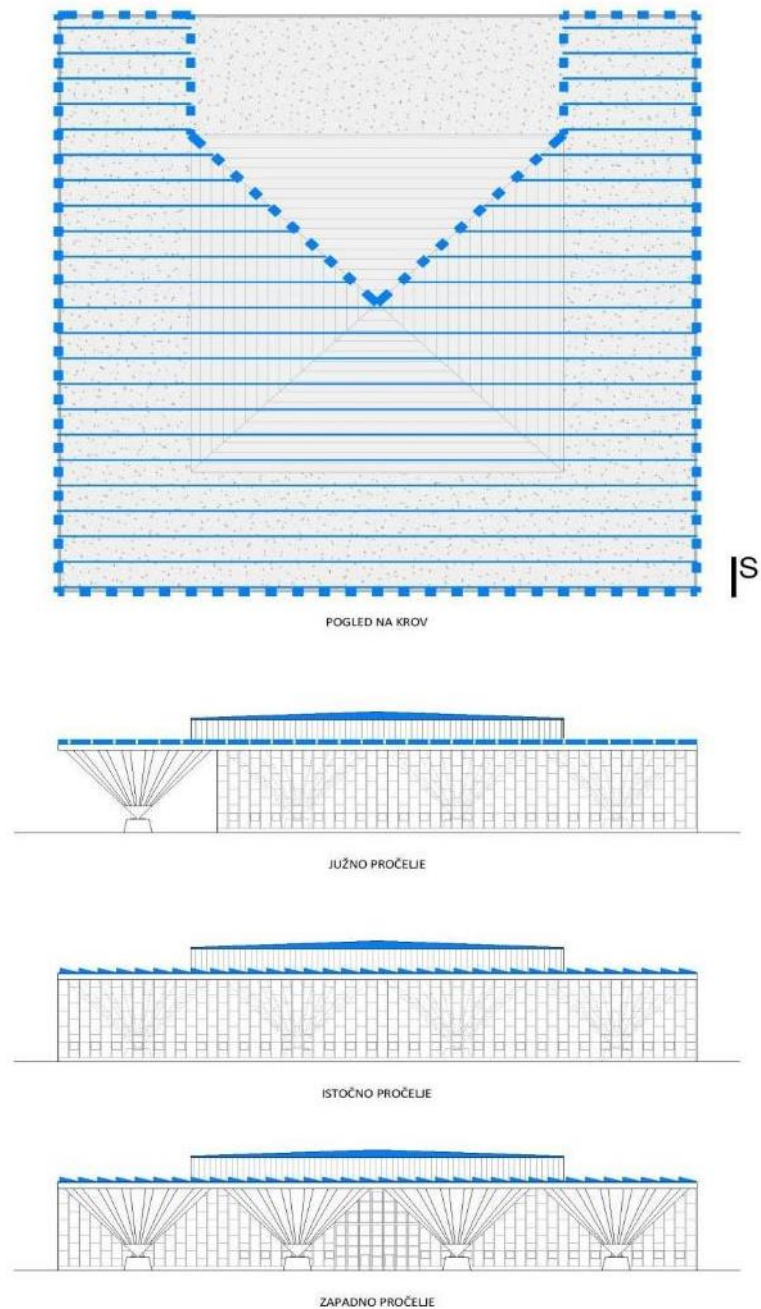 S
POGLED NA KROV
JUŽNO PROČELJE
ISTOČNO PROČELJE
ZAPADNO PROČELJE